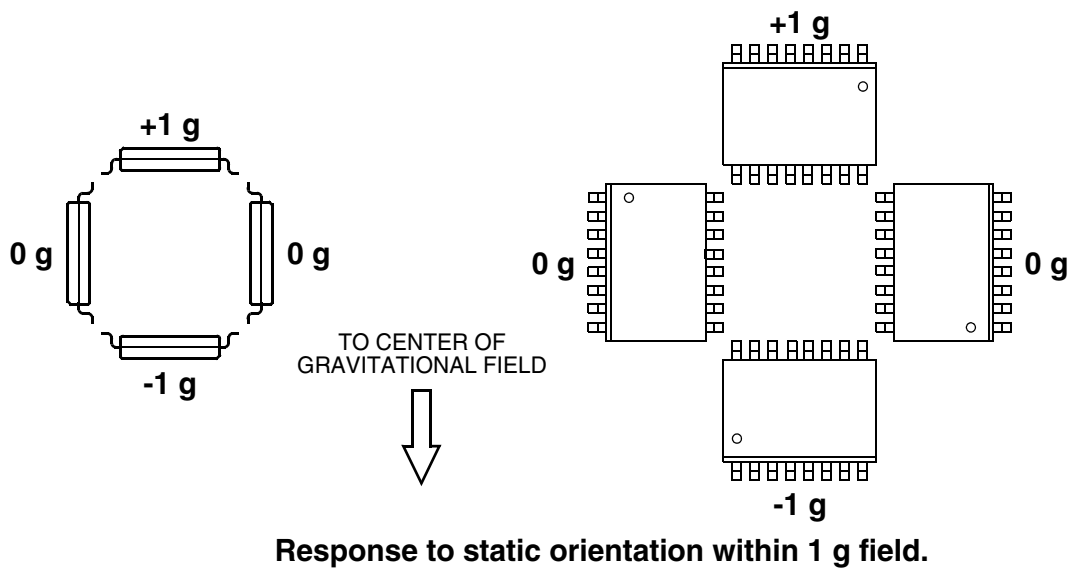 +1 g
0 g
0 g
-1 g
TO CENTER OF
GRAVITATIONAL FIELD
+1 g
0 g
0 g
-1 g
Response to static orientation within 1 g field.